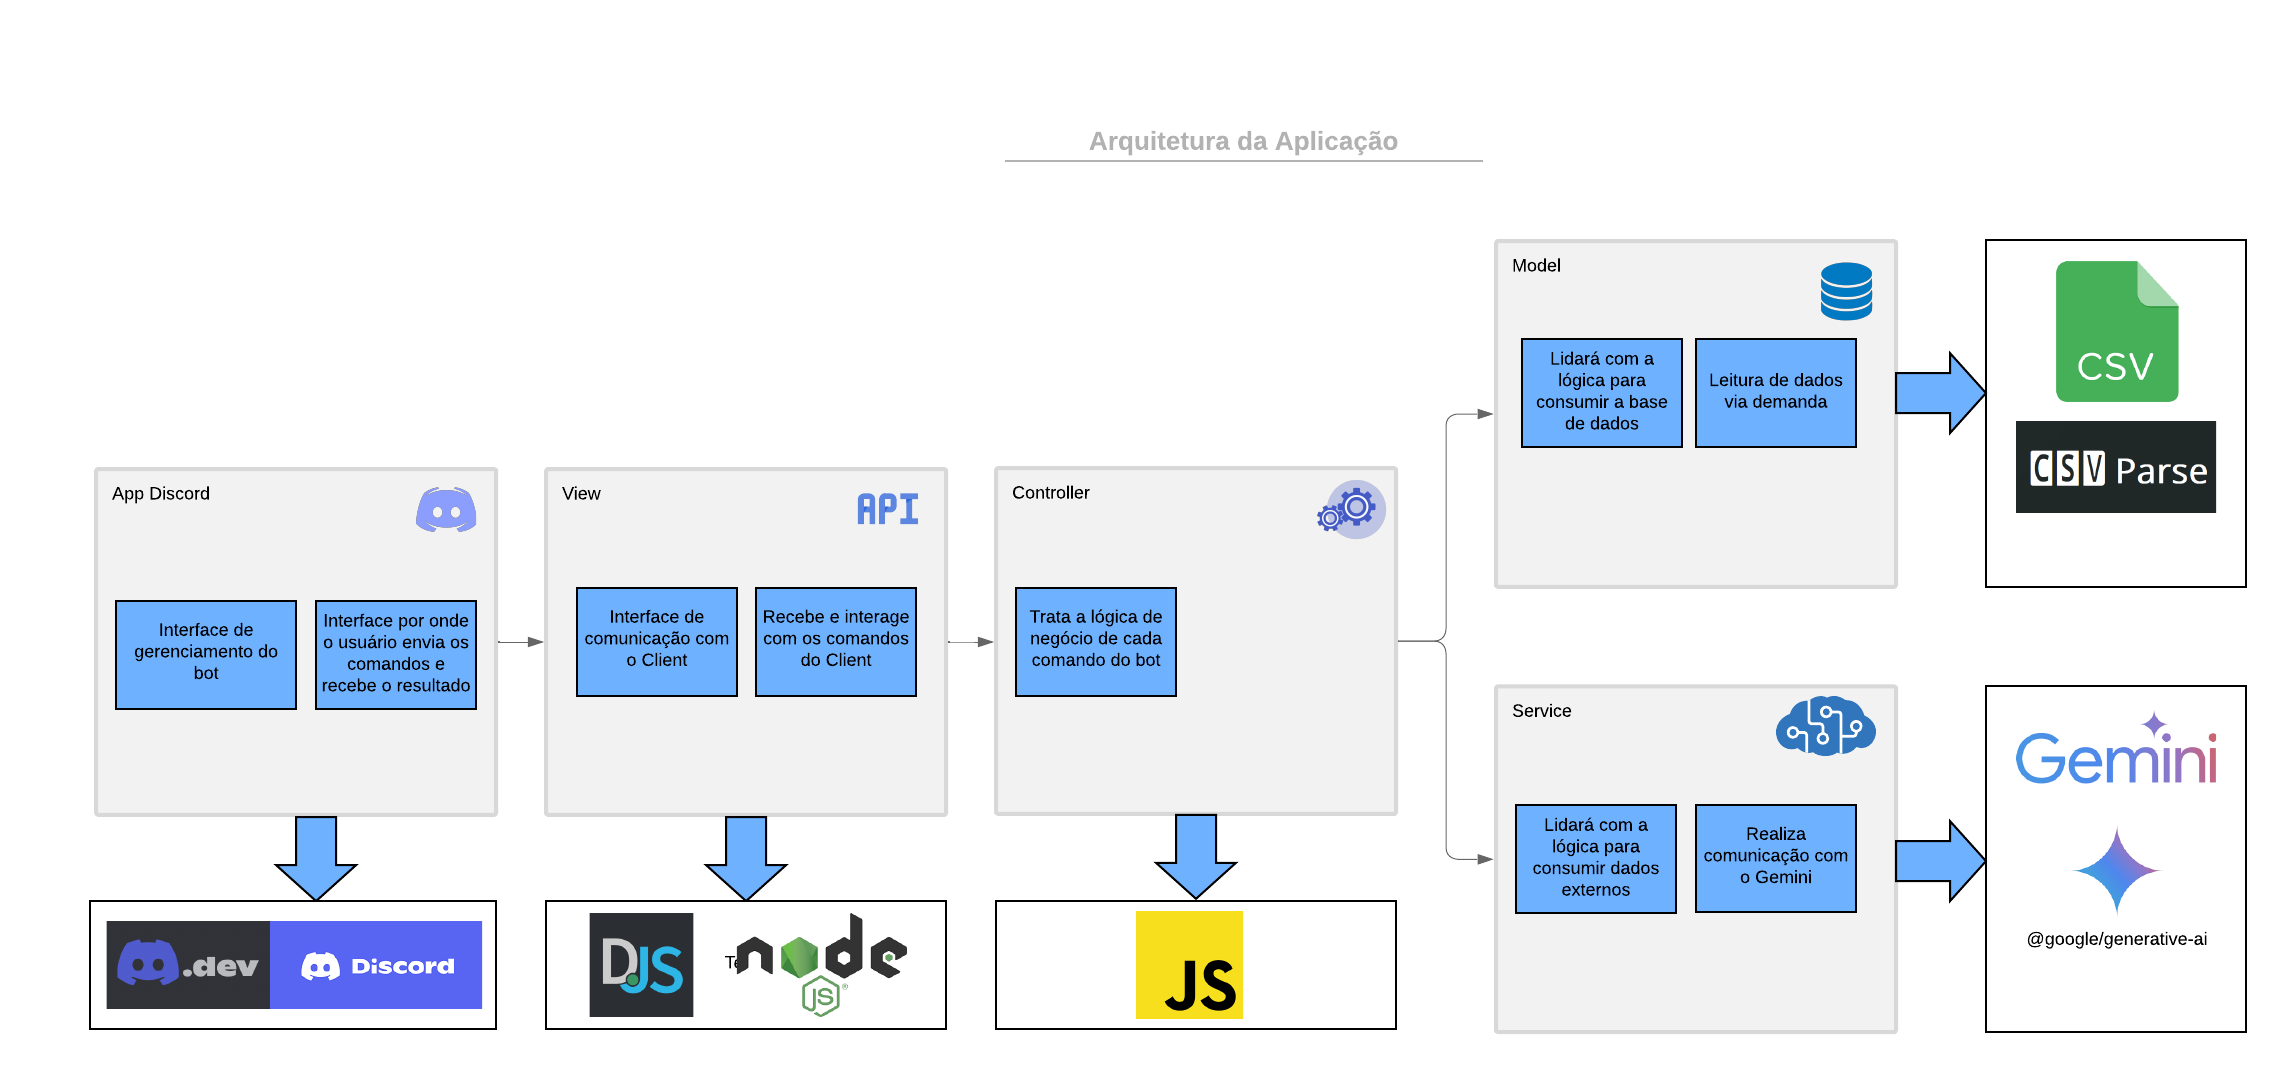 Arquitetura da Aplicação
App Discord
Interface de
gerenciamento do
bot
Interface por onde
o usuário envia os
comandos e
recebe o resultado
.dev
Discord
View
API
Interface de
comunicação com
o Client
Recebe e interage
com os comandos
do Client
DJS
node
JS
Controller
Trata a lógica de
negócio de cada
comando do bot
JS
Model
Lidará com a
lógica para
consumir a base
de dados
Leitura de dados
via demanda
CSV
CSV Parse
Service
Lidará com a
lógica para
consumir dados
externos
Realiza
comunicação com
o Gemini
Gemini
@google/generative-ai